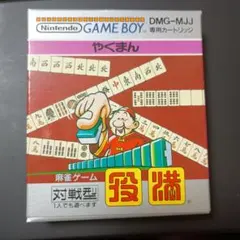 Nintendo GAME BOY
DMG-MJJ
専用カートリッジ
やくまん
麻雀ゲーム
対戦型
1人でも遊べます
役満